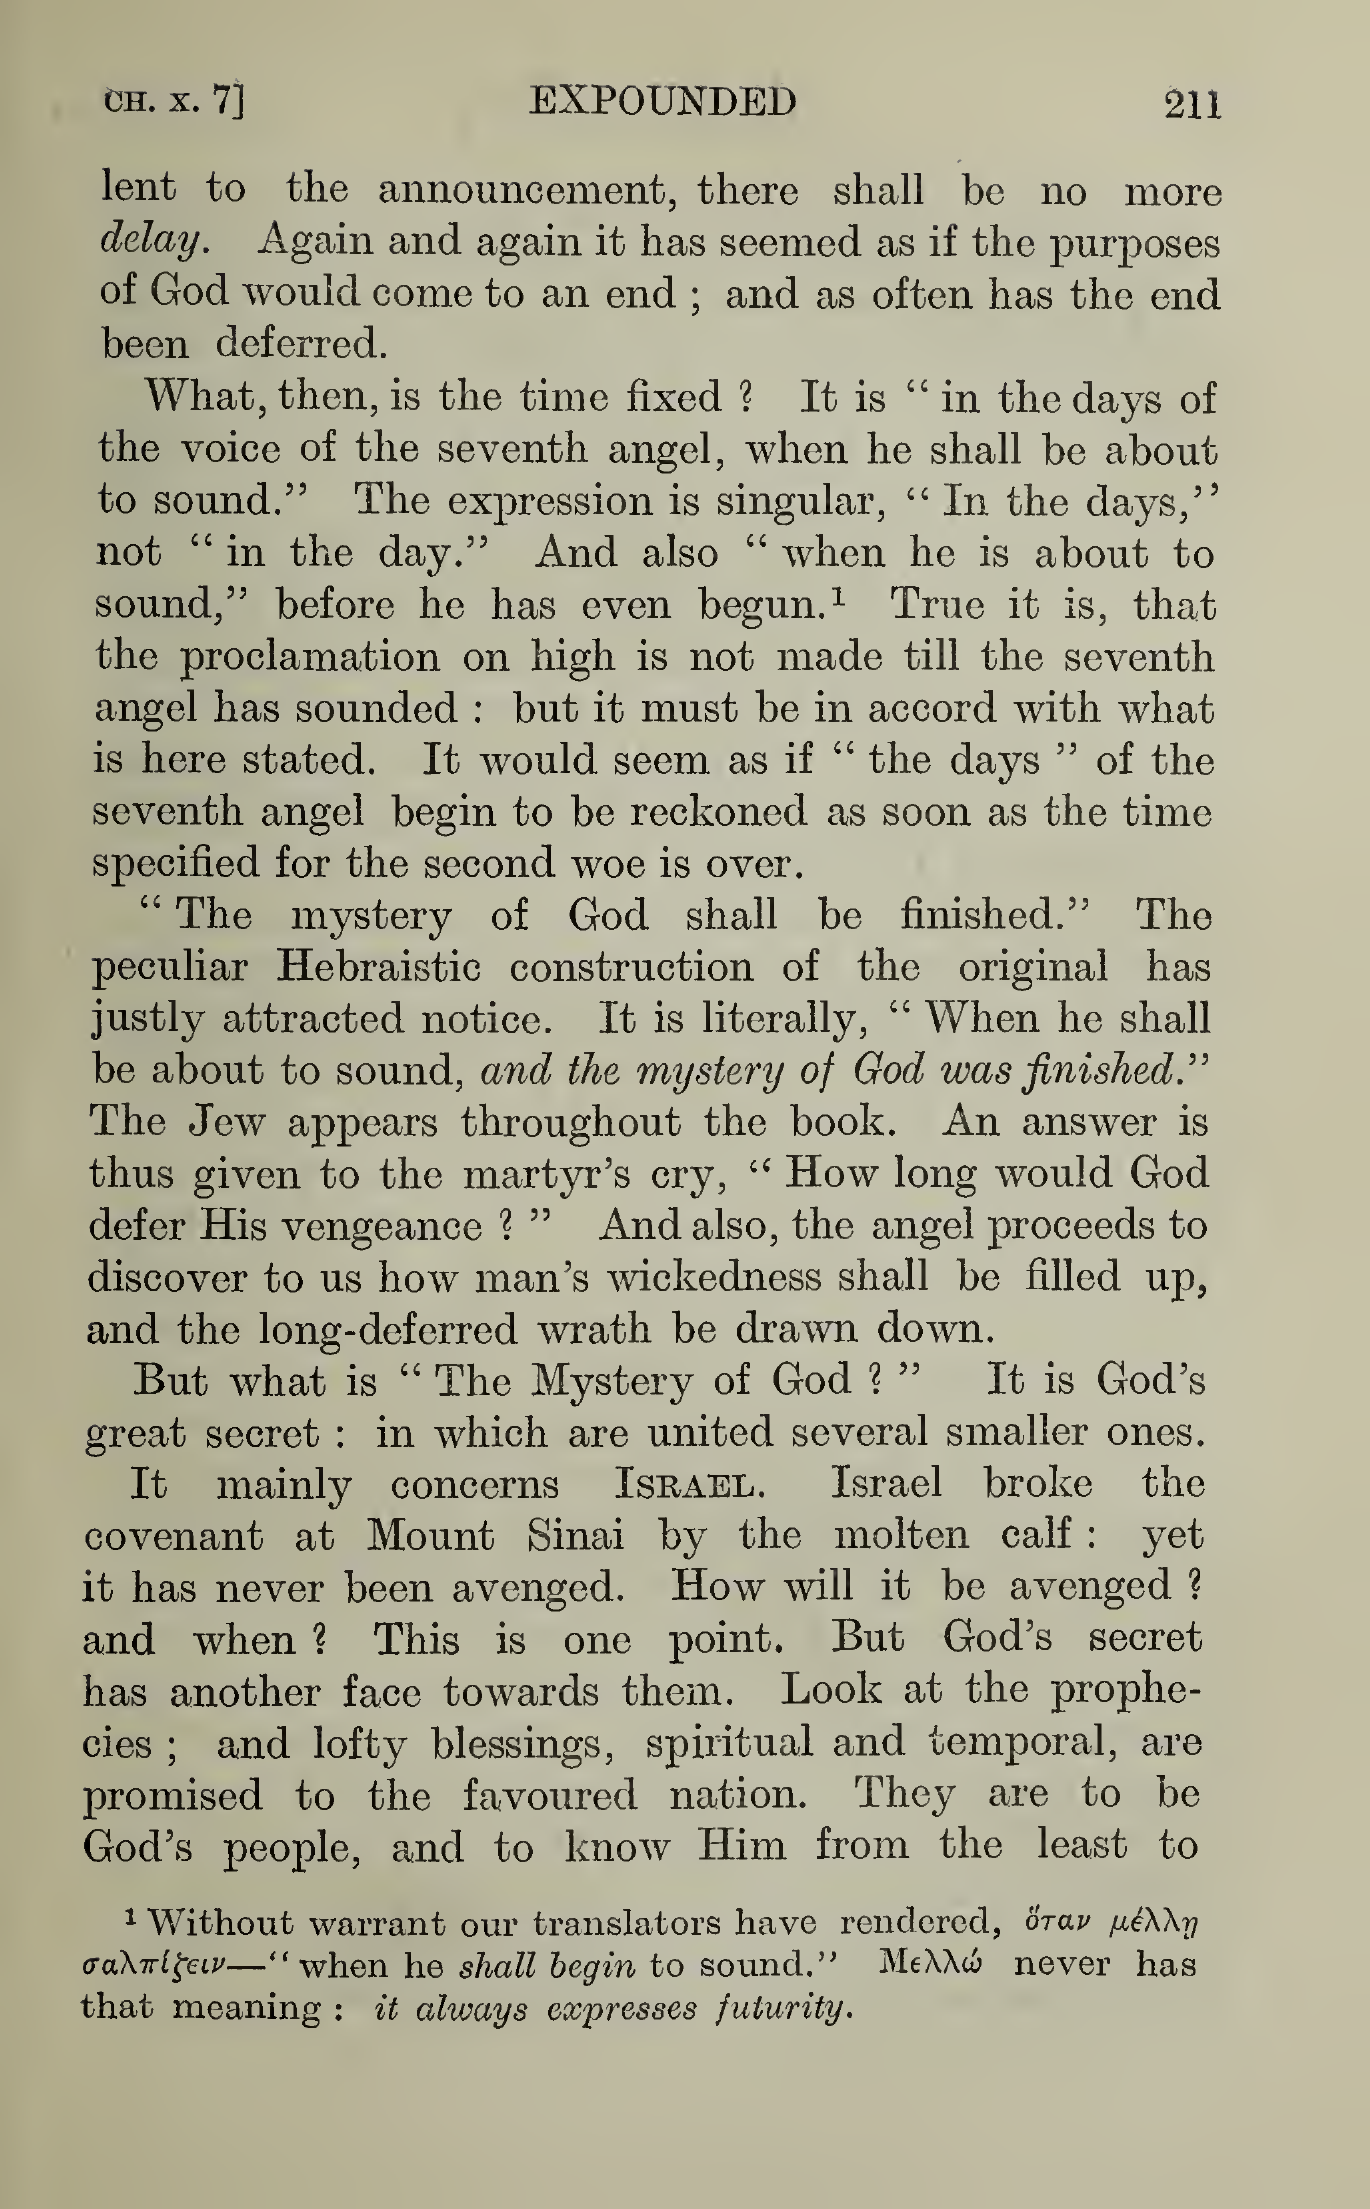 CH. X. 7] EXPOUNDED 211
lent to the announcement, there shall be no more
delay. Again and again it has seemed as if the purposes
of God would come to an end ; and as often has the end
been deferred.
What, then, is the time fixed ? It is “ in the days of
the voice of the seventh angel, when he shall be about
to sound.” The expression is singular, “ In the days,”
not “ in the day.” And also “ when he is about to
sound,” before he has even begun.¹ True it is, that
the proclamation on high is not made till the seventh
angel has sounded : but it must be in accord with what
is here stated. It would seem as if “ the days ” of the
seventh angel begin to be reckoned as soon as the time
specified for the second woe is over.
“ The mystery of God shall be finished.” The
peculiar Hebraistic construction of the original has
justly attracted notice. It is literally, “ When he shall
be about to sound, and the mystery of God was finished.”
The Jew appears throughout the book. An answer is
thus given to the martyr’s cry, “ How long would God
defer His vengeance ? ” And also, the angel proceeds to
discover to us how man’s wickedness shall be filled up,
and the long-deferred wrath be drawn down.
But what is “ The Mystery of God ? ” It is God’s
great secret : in which are united several smaller ones.
It mainly concerns ISRAEL. Israel broke the
covenant at Mount Sinai by the molten calf : yet
it has never been avenged. How will it be avenged ?
and when ? This is one point. But God’s secret
has another face towards them. Look at the prophe-
cies ; and lofty blessings, spiritual and temporal, are
promised to the favoured nation. They are to be
God’s people, and to know Him from the least to
¹ Without warrant our translators have rendered, ὅταν μέλλῃ
σαλπίζειν—“ when he shall begin to sound.” Μελλώ never has
that meaning : it always expresses futurity.